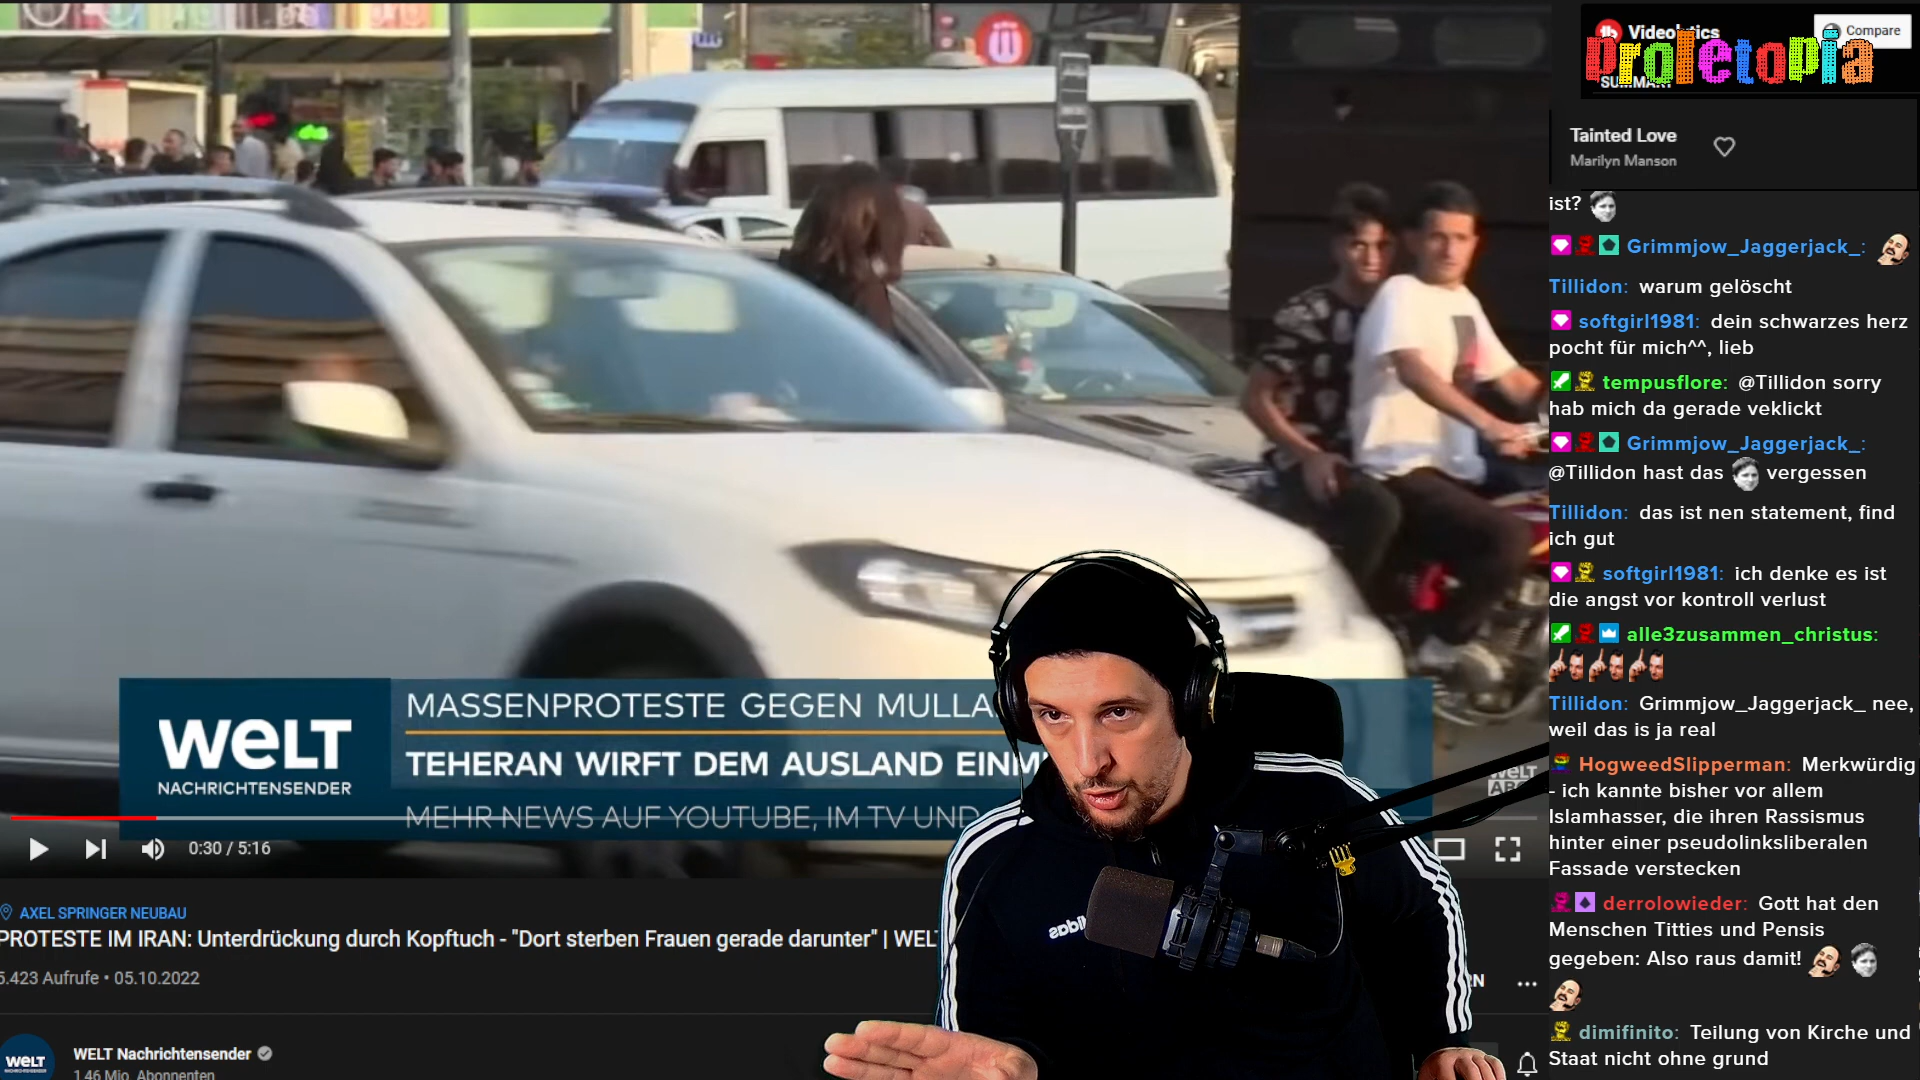 Videolytics
Compare
Proletopia
SUMMARY
Tainted Love
Marilyn Manson
ist?
Grimmjow_Jaggerjack_:
Tillidon: warum gelöscht
softgirl1981: dein schwarzes herz
pocht für mich^^, lieb
tempusflore: @Tillidon sorry
hab mich da gerade veklickt
Grimmjow_Jaggerjack_:
@Tillidon hast das vergessen
Tillidon: das ist nen statement, find
ich gut
softgirl1981: ich denke es ist
die angst vor kontroll verlust
alle3zusammen_christus:
Tillidon: Grimmjow_Jaggerjack_ nee,
weil das is ja real
HogweedSlipperman: Merkwürdig
- ich kannte bisher vor allem
Islamhasser, die ihren Rassismus
hinter einer pseudolinksliberalen
Fassade verstecken
derrolowieder: Gott hat den
Menschen Titties und Pensis
gegeben: Also raus damit!
dimifinito: Teilung von Kirche und
Staat nicht ohne grund
welt
NACHRICHTENSENDER
MASSENPROTESTE GEGEN MULLA
TEHERAN WIRFT DEM AUSLAND EINM
MEHR NEWS AUF YOUTUBE, IM TV UND
0:30 / 5:16
adidas
AXEL SPRINGER NEUBAU
PROTESTE IM IRAN: Unterdrückung durch Kopftuch - "Dort sterben Frauen gerade darunter" | WEL
5.423 Aufrufe • 05.10.2022
welt
WELT Nachrichtensender
1,46 Mio. Abonnenten